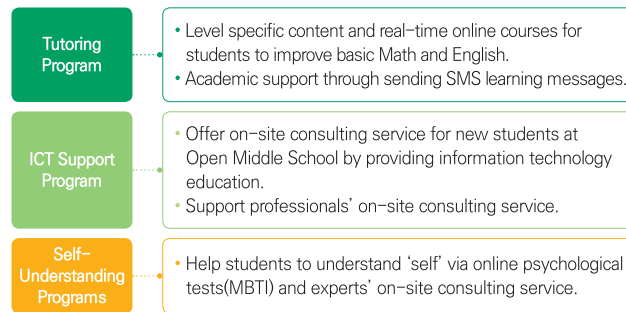 Tutoring
Program
• Level specific content and real-time online courses for
students to improve basic Math and English.
• Academic support through sending SMS learning messages.
ICT Support
Program
• Offer on-site consulting service for new students at
Open Middle School by providing information technology
education.
• Support professionals' on-site consulting service.
Self-
Understanding
Programs
• Help students to understand 'self' via online psychological
tests(MBTI) and experts' on-site consulting service.